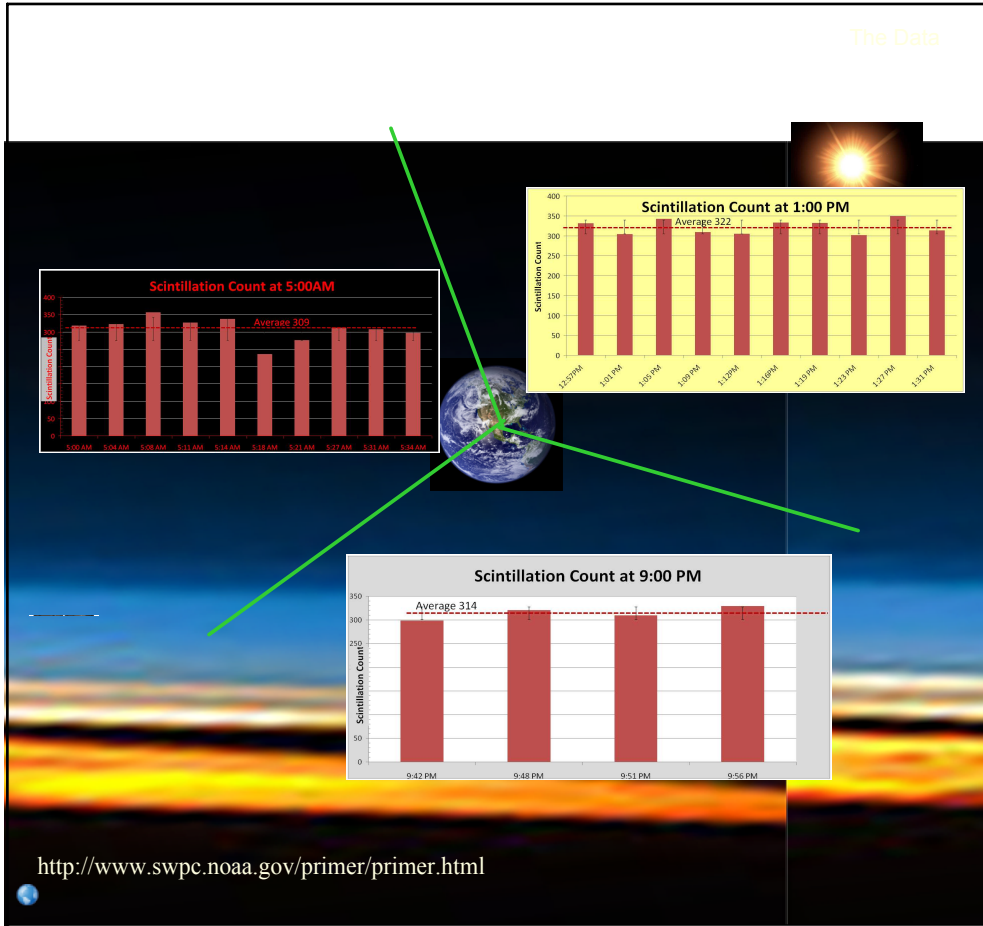 The Data
Scintillation Count at 1:00 PM
Average 322
Scintillation Count
400
350
300
250
200
150
100
50
0
12:57PM
1:01 PM
1:05 PM
1:09 PM
1:12PM
1:16PM
1:19 PM
1:23 PM
1:27 PM
1:31 PM
Scintillation Count at 5:00AM
Average 309
Scintillation Count
400
350
300
50
0
5:00 AM
5:04 AM
5:08 AM
5:11 AM
5:14 AM
5:18 AM
5:21 AM
5:27 AM
5:31 AM
5:34 AM
Scintillation Count at 9:00 PM
Average 314
Scintillation Count
350
300
250
50
0
9:42 PM
9:48 PM
9:51 PM
9:56 PM
http://www.swpc.noaa.gov/primer/primer.html